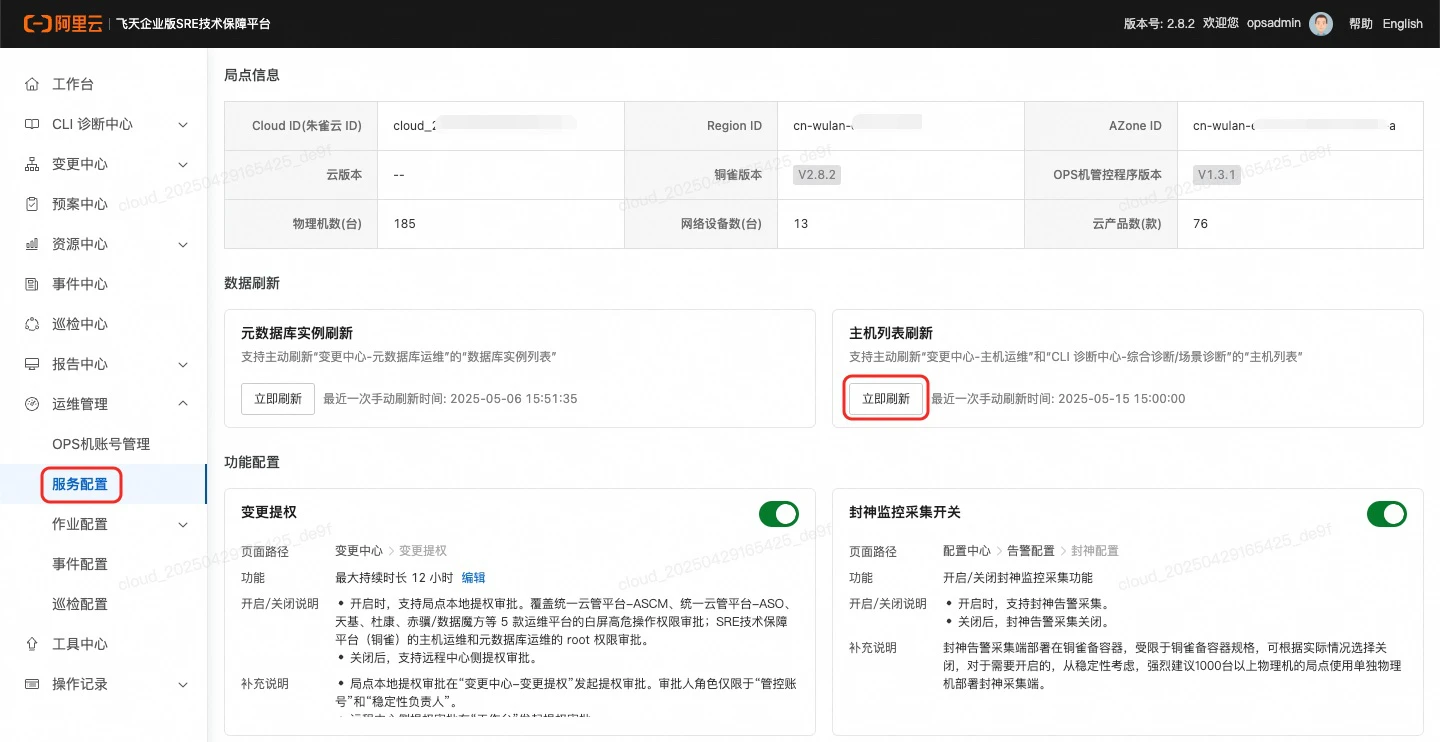 阿里云 | 飞天企业版SRE技术保障平台
版本号: 2.8.2 欢迎您 opsadmin 帮助 English
工作台
CLI 诊断中心
变更中心
预案中心
资源中心
事件中心
巡检中心
报告中心
运维管理
OPS机账号管理
服务配置
作业配置
事件配置
巡检配置
工具中心
操作记录
局点信息
Cloud ID(朱雀云 ID) cloud_2 Region ID cn-wulan- AZone ID cn-wulan- a
云版本 -- 铜雀版本 V2.8.2 OPS机管控程序版本 V1.3.1
物理机数(台) 185 网络设备数(台) 13 云产品数(款) 76
数据刷新
元数据库实例刷新
支持主动刷新“变更中心-元数据库运维”的“数据库实例列表”
立即刷新 最近一次手动刷新时间: 2025-05-06 15:51:35
主机列表刷新
支持主动刷新“变更中心-主机运维”和“CLI 诊断中心-综合诊断/场景诊断”的“主机列表”
立即刷新 最近一次手动刷新时间: 2025-05-15 15:00:00
功能配置
变更提权
页面路径 变更中心 > 变更提权
功能 最大持续时长 12 小时 编辑
开启/关闭说明 • 开启时，支持局点本地提权审批。覆盖统一云管平台-ASCM、统一云管平台-ASO、
天基、杜康、赤骥/数据魔方等 5 款运维平台的白屏高危操作权限审批；SRE技术保障
平台（铜雀）的主机运维和元数据库运维的 root 权限审批。
• 关闭后，支持远程中心侧提权审批。
补充说明 • 局点本地提权审批在“变更中心-变更提权”发起提权审批。审批人角色仅限于“管控账
号”和“稳定性负责人”。
• 远程中心侧提权审批在“工作台”发起提权审批
封神监控采集开关
页面路径 配置中心 > 告警配置 > 封神配置
功能 开启/关闭封神监控采集功能
开启/关闭说明 • 开启时，支持封神告警采集。
• 关闭后，封神告警采集关闭。
补充说明 封神告警采集端部署在铜雀备容器，受限于铜雀容器规格，可根据实际情况选择关
闭，对于需要开启的，从稳定性考虑，强烈建议1000台以上物理机的局点使用单独物理
机部署封神采集端。
cloud_20250429165425_de9f
cloud_20250429165425_de9f
cloud_20250429165425_de9f
cloud_20250429165425_de9f
cloud_20250429165425_de9f
cloud_20250429165425_de9f